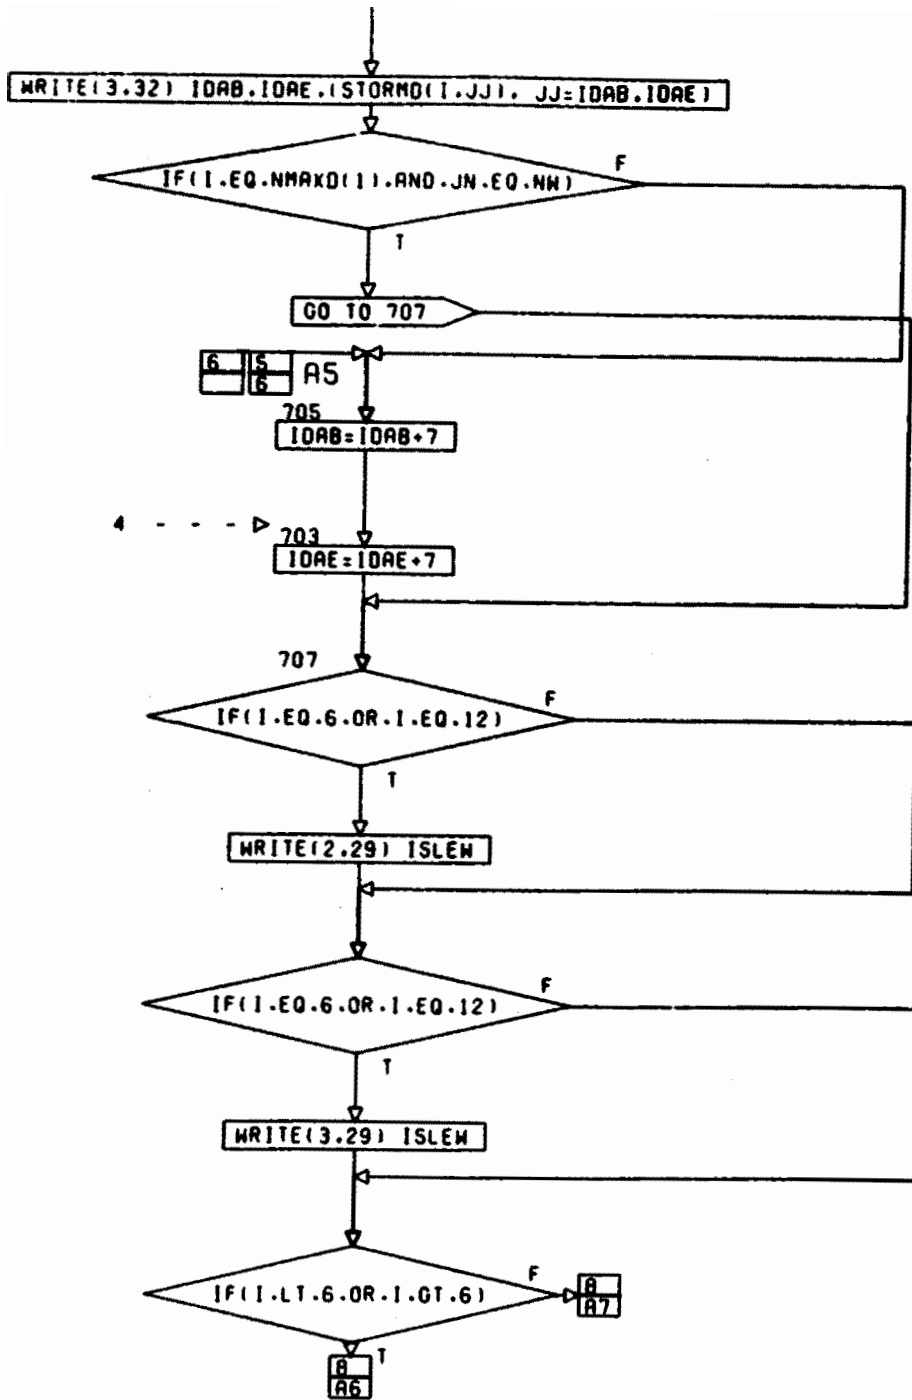 WRITE(3.32) IDAB.IDAE.(STORMD(I.JJ). JJ=IDAB.IDAE)
IF(I.EQ.NMAXD(1).AND.JN.EQ.NW)
F
T
GO TO 707
6 5 A5
6
705
IDAB=IDAB+7
4 - - -
703
IDAE=IDAE+7
707
IF(I.EQ.6.OR.I.EQ.12)
F
T
WRITE(2.29) ISLEW
IF(I.EQ.6.OR.I.EQ.12)
F
T
WRITE(3.29) ISLEW
IF(I.LT.6.OR.I.GT.6)
F
8
A7
T
8
A6